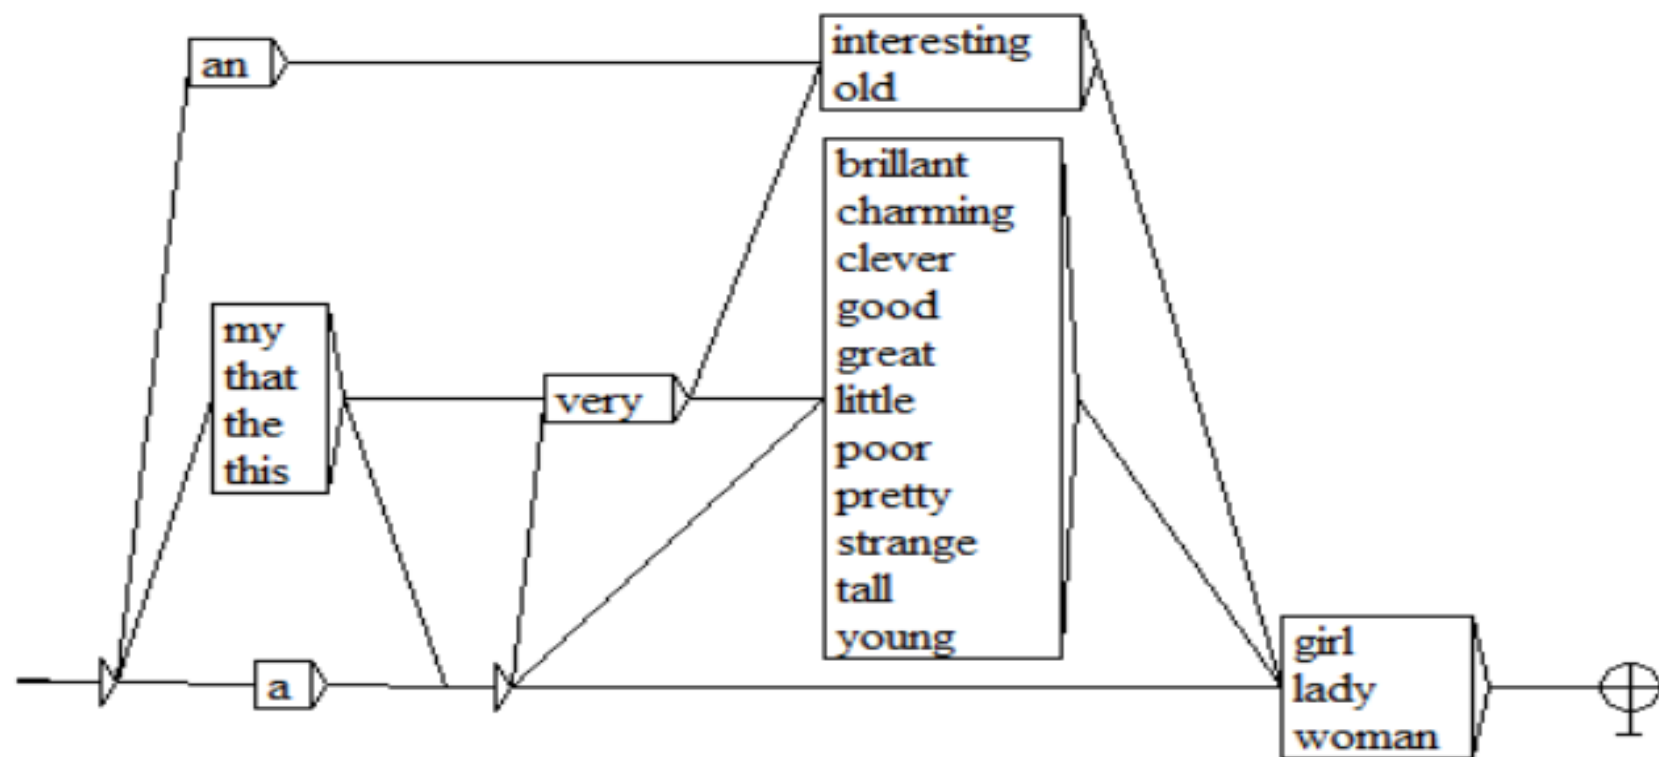 an
interesting
old
my
that
the
this
very
brillant
charming
clever
good
great
little
poor
pretty
strange
tall
young
a
girl
lady
woman